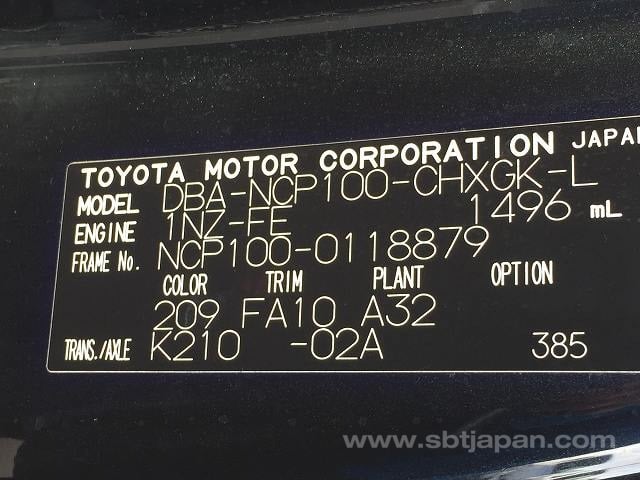 TOYOTA MOTOR CORPORATION JAPAN
MODEL DBA-NCP100-CHXGK-L
ENGINE 1NZ-FE 1496 mL
FRAME No. NCP100-0118879
COLOR TRIM PLANT OPTION
209 FA10 A32
TRANS./AXLE K210 -02A 385
www.sbtjapan.com